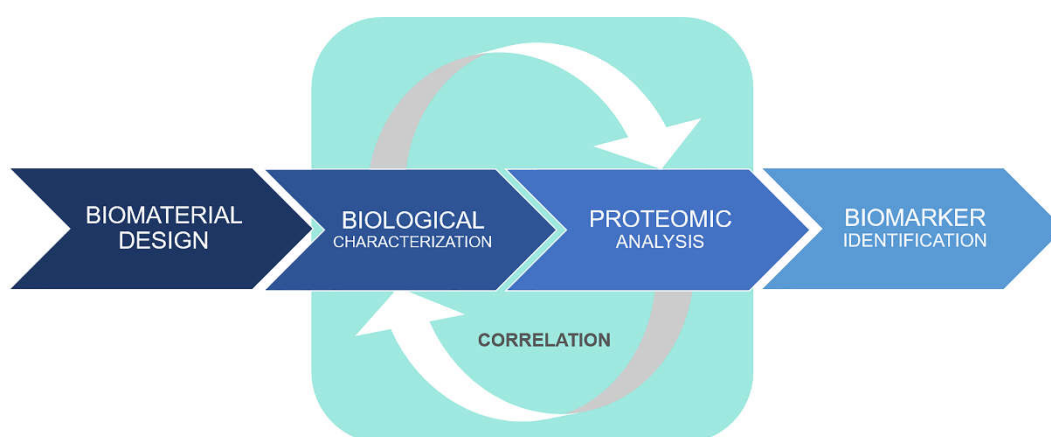 BIOMATERIAL
DESIGN
BIOLOGICAL
CHARACTERIZATION
PROTEOMIC
ANALYSIS
BIOMARKER
IDENTIFICATION
CORRELATION